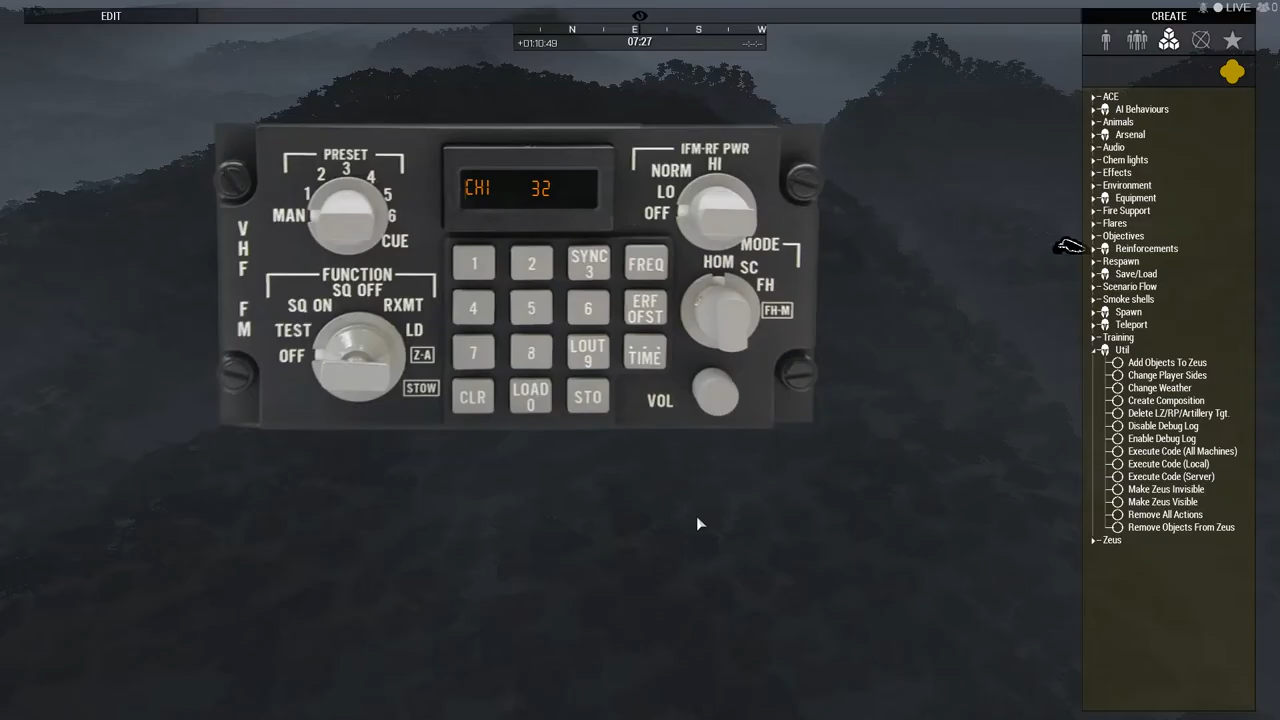 EDIT
LIVE
0
CREATE
N E S W
+01:10:49
07:27
PRESET
MAN
1
2
3
4
5
6
CUE
CH1 32
IFM-RF PWR
OFF
LO
NORM
HI
VHF FM
FUNCTION
OFF
TEST
SQ ON
SQ OFF
RXMT
LD
Z-A
STOW
1
2
SYNC 3
FREQ
4
5
6
ERF OFST
7
8
LOUT 9
TIME
CLR
LOAD 0
STO
MODE
HOM
SC
FH
FH-M
VOL
ACE
AI Behaviours
Animals
Arsenal
Audio
Chem lights
Effects
Environment
Equipment
Fire Support
Flares
Objectives
Reinforcements
Respawn
Save/Load
Scenario Flow
Smoke shells
Spawn
Teleport
Training
Util
Add Objects To Zeus
Change Player Sides
Change Weather
Create Composition
Delete LZ/RP/Artillery Tgt.
Disable Debug Log
Enable Debug Log
Execute Code (All Machines)
Execute Code (Local)
Execute Code (Server)
Make Zeus Invisible
Make Zeus Visible
Remove All Actions
Remove Objects From Zeus
Zeus